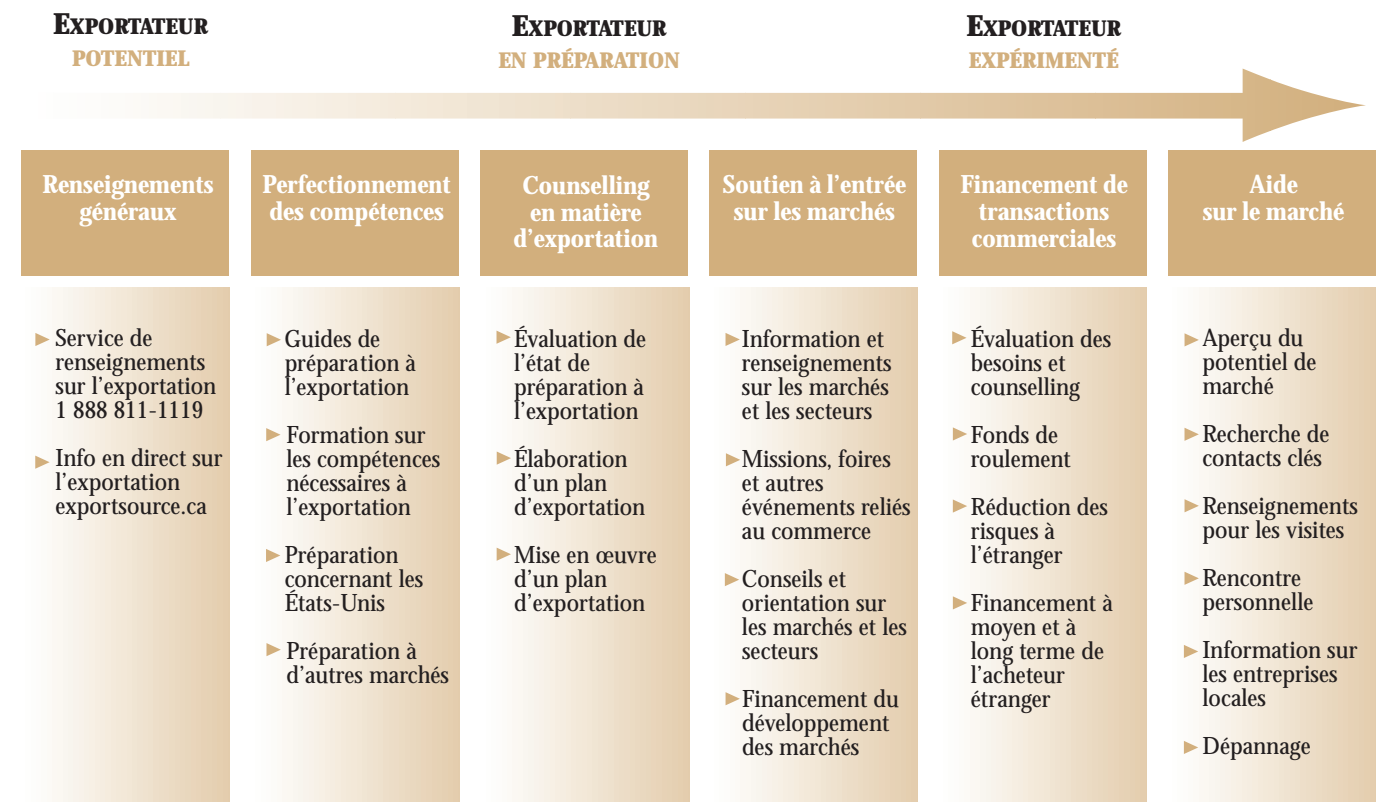 EXPORTATEUR
POTENTIEL
EXPORTATEUR
EN PRÉPARATION
EXPORTATEUR
EXPÉRIMENTÉ
Renseignements
généraux
Service de
renseignements
sur l'exportation
1 888 811-1119
Info en direct sur
l'exportation
exportsource.ca
Perfectionnement
des compétences
Guides de
préparation à
l'exportation
Formation sur
les compétences
nécessaires à
l'exportation
Préparation
concernant les
États-Unis
Préparation à
d'autres marchés
Counselling
en matière
d'exportation
Évaluation de
l'état de
préparation à
l'exportation
Élaboration
d'un plan
d'exportation
Mise en œuvre
d'un plan
d'exportation
Soutien à l'entrée
sur les marchés
Information et
renseignements
sur les marchés
et les secteurs
Missions, foires
et autres
événements reliés
au commerce
Conseils et
orientation sur
les marchés et les
secteurs
Financement du
développement
des marchés
Financement de
transactions
commerciales
Évaluation des
besoins et
counselling
Fonds de
roulement
Réduction des
risques à
l'étranger
Financement à
moyen et à
long terme de
l'acheteur
étranger
Aide
sur le marché
Aperçu du
potentiel de
marché
Recherche de
contacts clés
Renseignements
pour les visites
Rencontre
personnelle
Information sur
les entreprises
locales
Dépannage